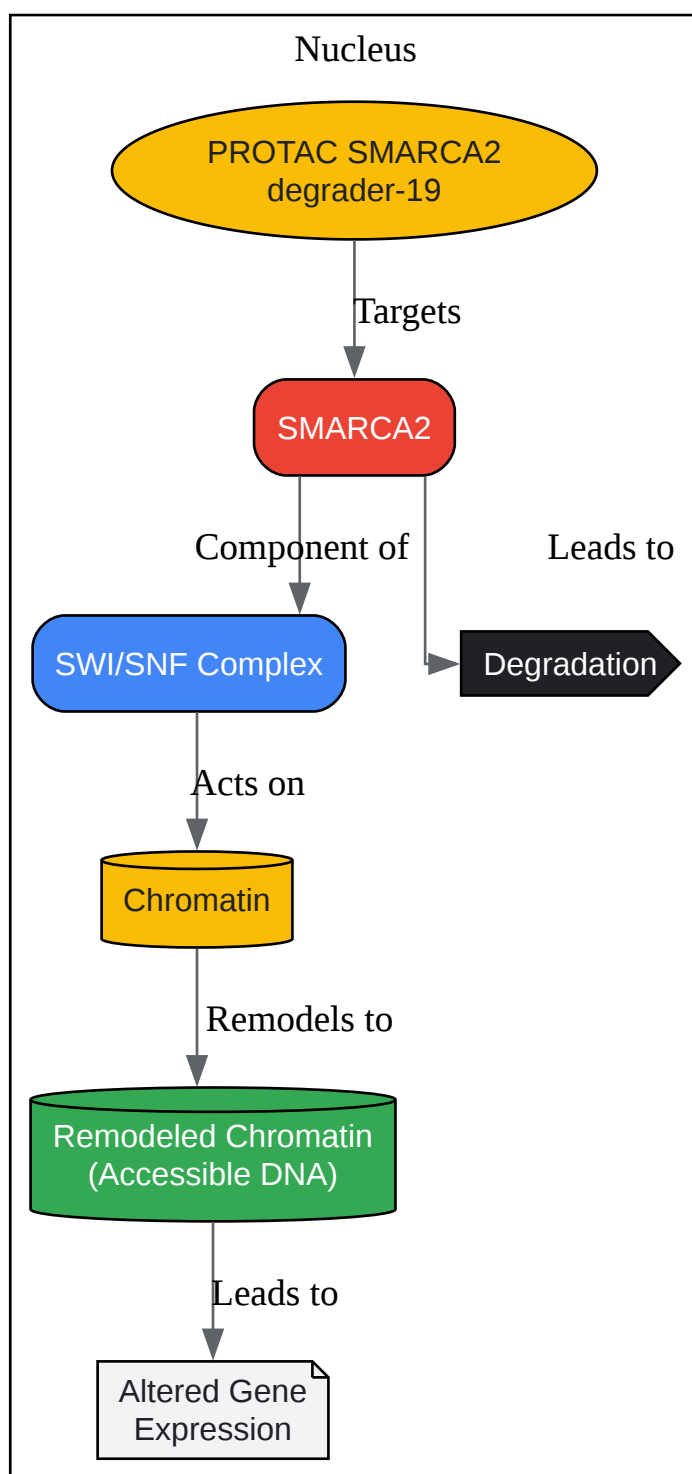 Nucleus
PROTAC SMARCA2
degrader-19
Targets
SMARCA2
Component of
Leads to
SWI/SNF Complex
Degradation
Acts on
Chromatin
Remodels to
Remodeled Chromatin
(Accessible DNA)
Leads to
Altered Gene
Expression